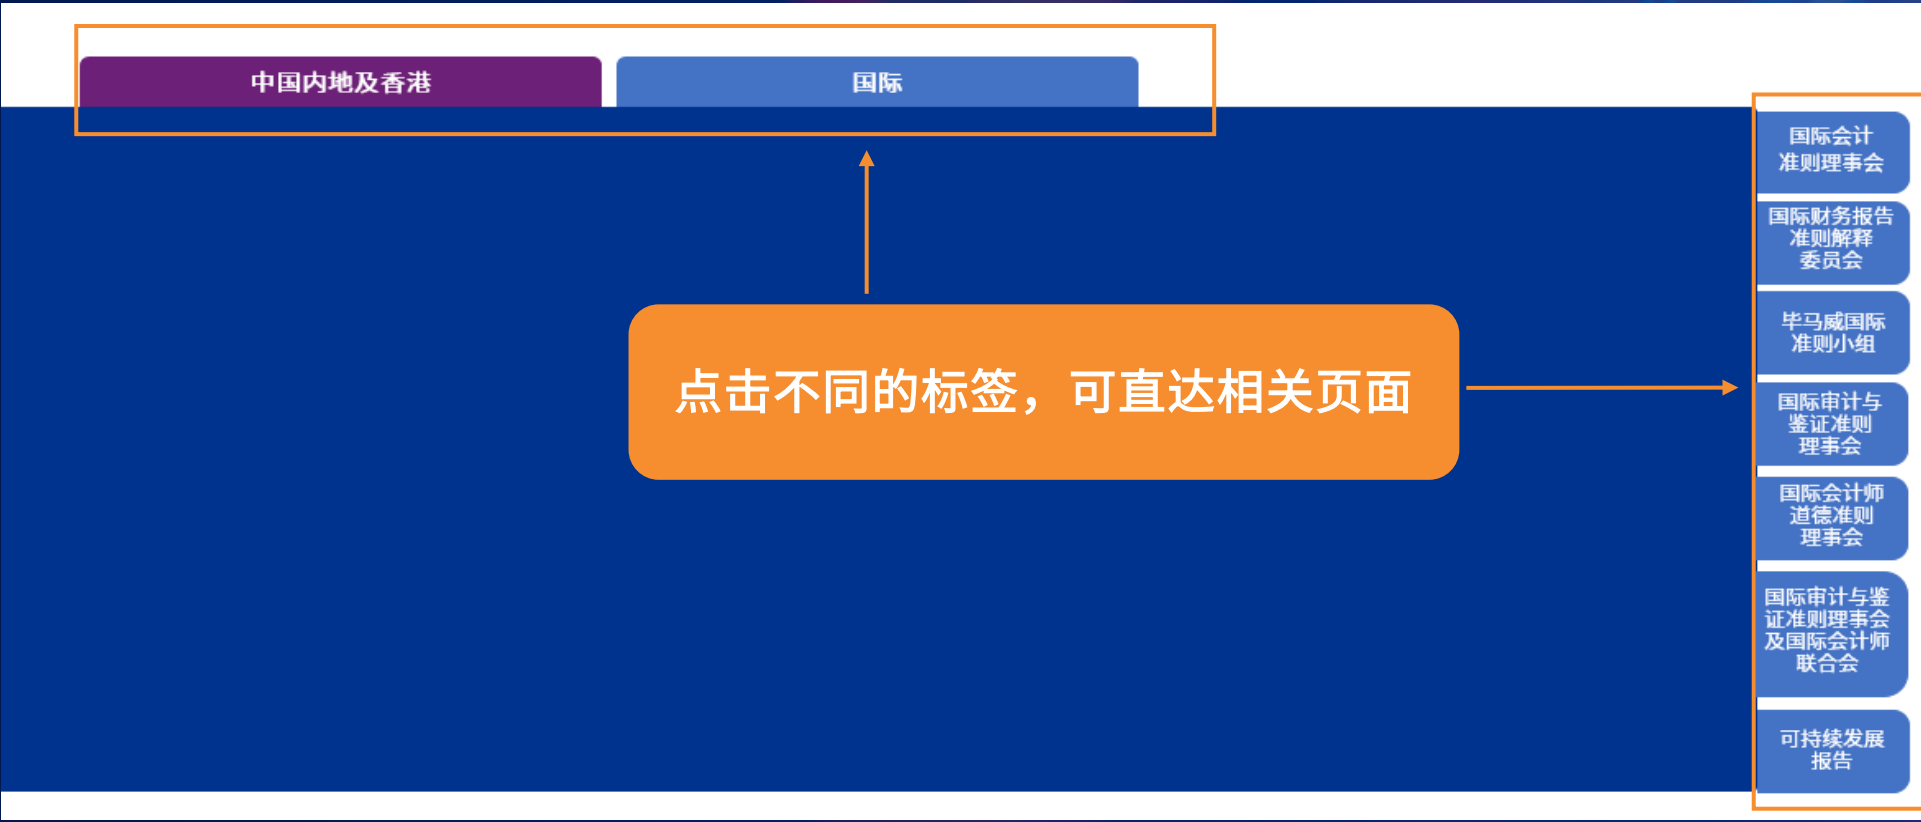 中国内地及香港
国际
点击不同的标签，可直达相关页面
国际会计
准则理事会
国际财务报告
准则解释
委员会
毕马威国际
准则小组
国际审计与
鉴证准则
理事会
国际会计师
道德准则
理事会
国际审计与鉴
证准则理事会
及国际会计师
联合会
可持续发展
报告